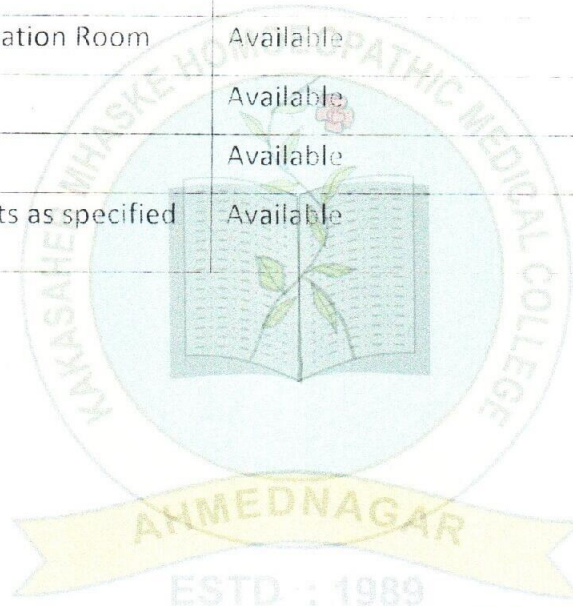 ation Room Available
Available
Available
ts as specified Available
KAKASAHEB MHASKE HOMOEOPATHIC MEDICAL COLLEGE
AHMEDNAGAR
ESTD. : 1989